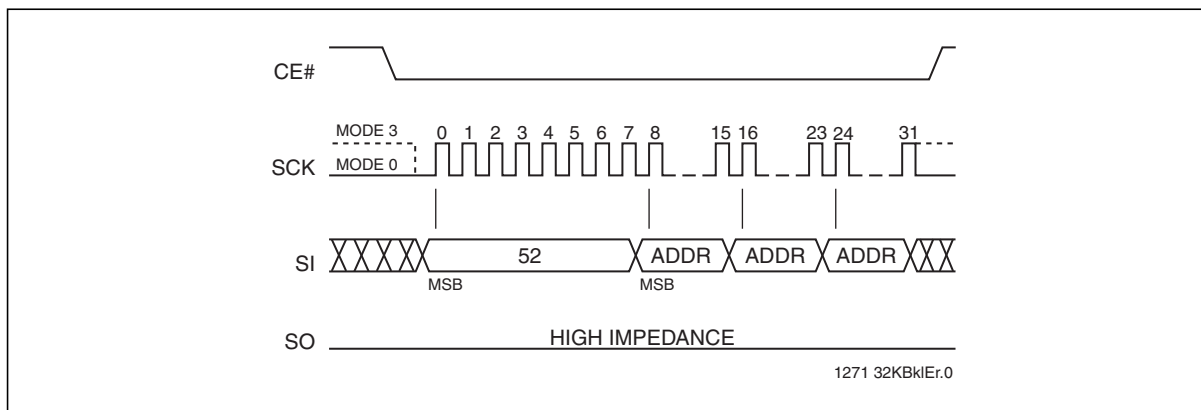 CE#
MODE 3
0 1 2 3 4 5 6 7 8 15 16 23 24 31
SCK
MODE 0
SI
52
ADDR
ADDR
ADDR
MSB
MSB
SO
HIGH IMPEDANCE
1271 32KBklEr.0